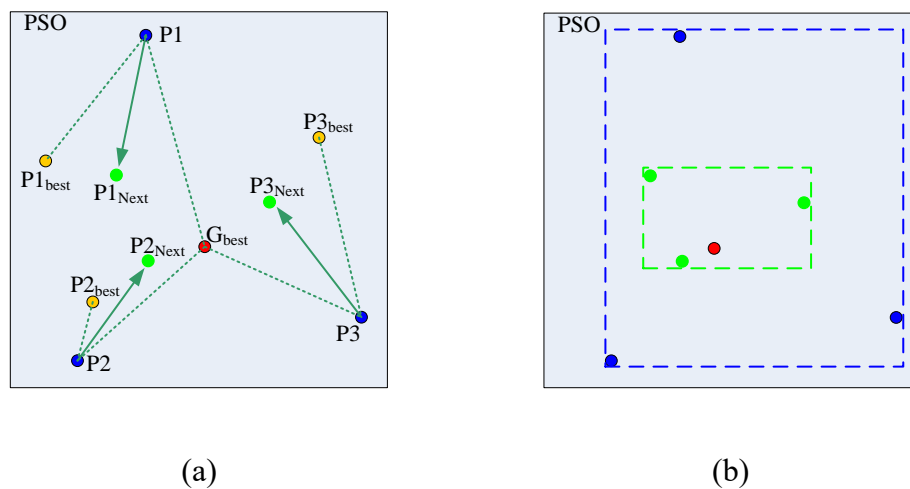 PSO
P1
P3best
P1best
P1Next
P3Next
Gbest
P2Next
P2best
P3
P2
(a)
PSO
(b)